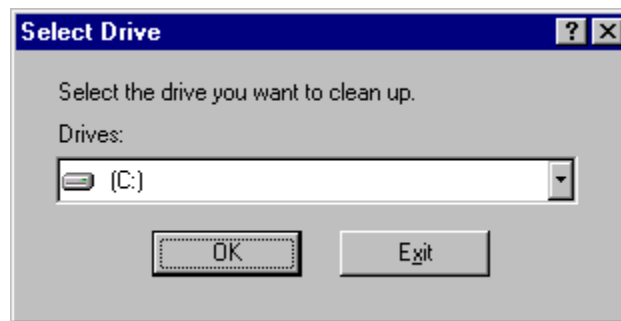 Select Drive
Select the drive you want to clean up.
Drives:
(C:)
OK
Exit